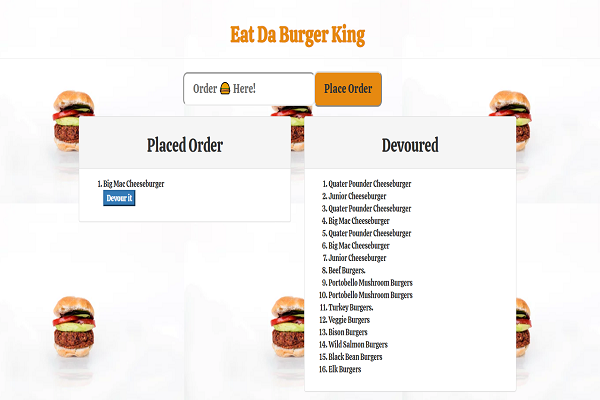 Eat Da Burger King
Order 🍔 Here!
Place Order
Placed Order
1. Big Mac Cheeseburger
Devour it
Devoured
1. Quater Pounder Cheeseburger
2. Junior Cheeseburger
3. Quater Pounder Cheeseburger
4. Big Mac Cheeseburger
5. Quater Pounder Cheeseburger
6. Big Mac Cheeseburger
7. Junior Cheeseburger
8. Beef Burgers.
9. Portobello Mushroom Burgers
10. Portobello Mushroom Burgers
11. Turkey Burgers.
12. Veggie Burgers
13. Bison Burgers
14. Wild Salmon Burgers
15. Black Bean Burgers
16. Elk Burgers